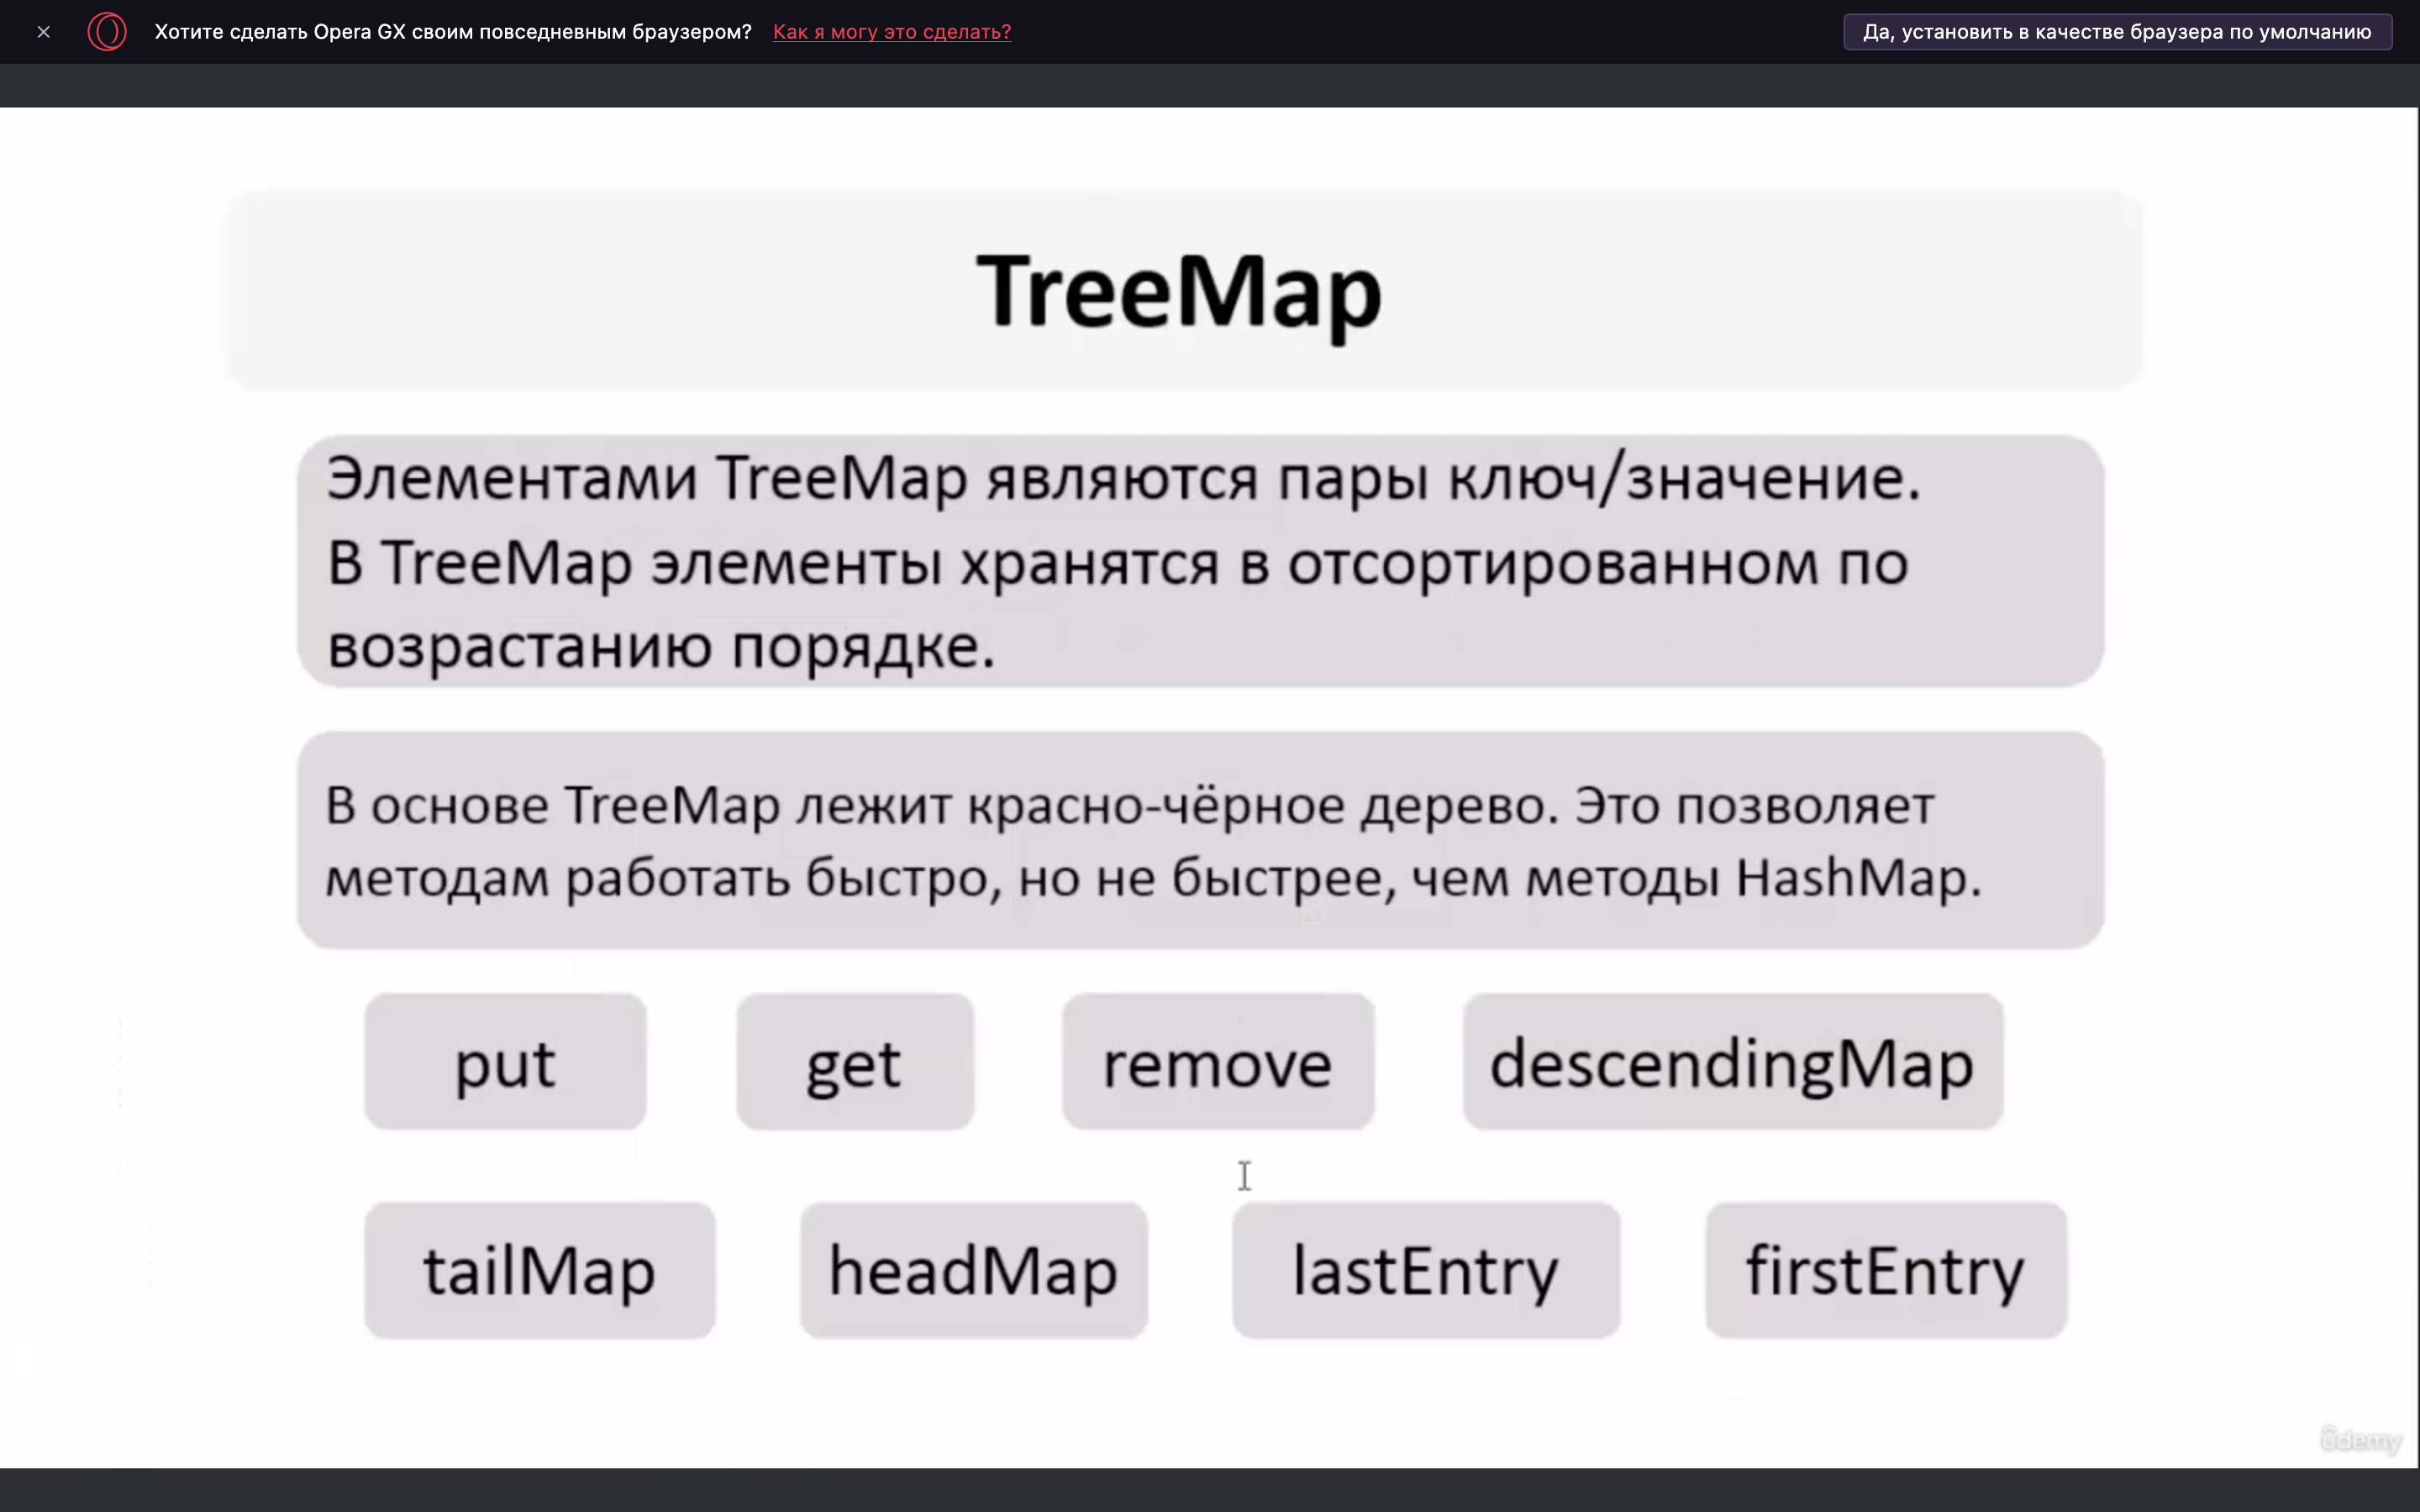 Хотите сделать Opera GX своим повседневным браузером? Как я могу это сделать? Да, установить в качестве браузера по умолчанию
TreeMap
Элементами TreeMap являются пары ключ/значение.
В TreeMap элементы хранятся в отсортированном по
возрастанию порядке.
В основе TreeMap лежит красно-чёрное дерево. Это позволяет
методам работать быстро, но не быстрее, чем методы HashMap.
put get remove descendingMap
tailMap headMap lastEntry firstEntry
ûdemy